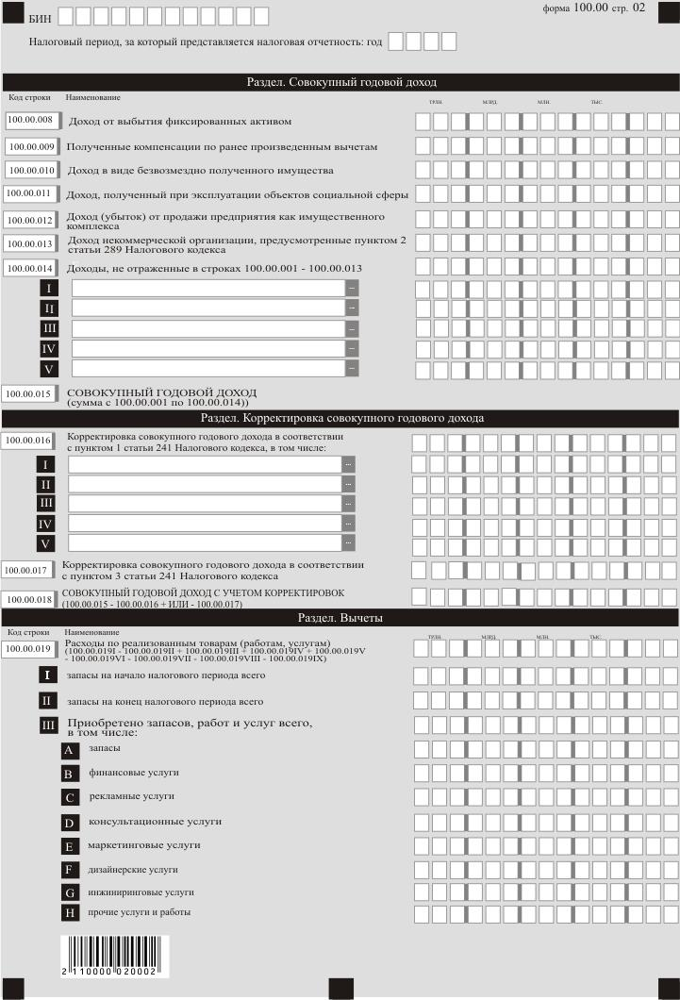 форма 100.00 стр. 02
БИН
Налоговый период, за который представляется налоговая отчетность: год
Раздел. Совокупный годовой доход
Код строки Наименование
ТРЛН. МЛРД. МЛН. ТЫС.
100.00.008 Доход от выбытия фиксированных активом
100.00.009 Полученные компенсации по ранее произведенным вычетам
100.00.010 Доход в виде безвозмездно полученного имущества
100.00.011 Доход, полученный при эксплуатации объектов социальной сферы
100.00.012 Доход (убыток) от продажи предприятия как имущественного
комплекса
100.00.013 Доход некоммерческой организации, предусмотренные пунктом 2
статьи 289 Налогового кодекса
100.00.014 Доходы, не отраженные в строках 100.00.001 - 100.00.013
I ...
II ...
III ...
IV ...
V ...
100.00.015 СОВОКУПНЫЙ ГОДОВОЙ ДОХОД
(сумма с 100.00.001 по 100.00.014))
Раздел. Корректировка совокупного годового дохода
100.00.016 Корректировка совокупного годового дохода в соответствии
с пунктом 1 статьи 241 Налогового кодекса, в том числе:
I ...
II ...
III ...
IV ...
V ...
100.00.017 Корректировка совокупного годового дохода в соответствии
с пунктом 3 статьи 241 Налогового кодекса
100.00.018 СОВОКУПНЫЙ ГОДОВОЙ ДОХОД С УЧЕТОМ КОРРЕКТИРОВОК
(100.00.015 - 100.00.016 + ИЛИ - 100.00.017)
Раздел. Вычеты
Код строки Наименование
ТРЛН. МЛРД. МЛН. ТЫС.
100.00.019 Расходы по реализованным товарам (работам, услугам)
(100.00.019I - 100.00.019II + 100.00.019III + 100.00.019IV + 100.00.019V
- 100.00.019VI - 100.00.019VII - 100.00.019VIII - 100.00.019IX)
I запасы на начало налогового периода всего
II запасы на конец налогового периода всего
III Приобретено запасов, работ и услуг всего,
в том числе:
A запасы
B финансовые услуги
C рекламные услуги
D консультационные услуги
E маркетинговые услуги
F дизайнерские услуги
G инжиниринговые услуги
H прочие услуги и работы
2 110000 020002